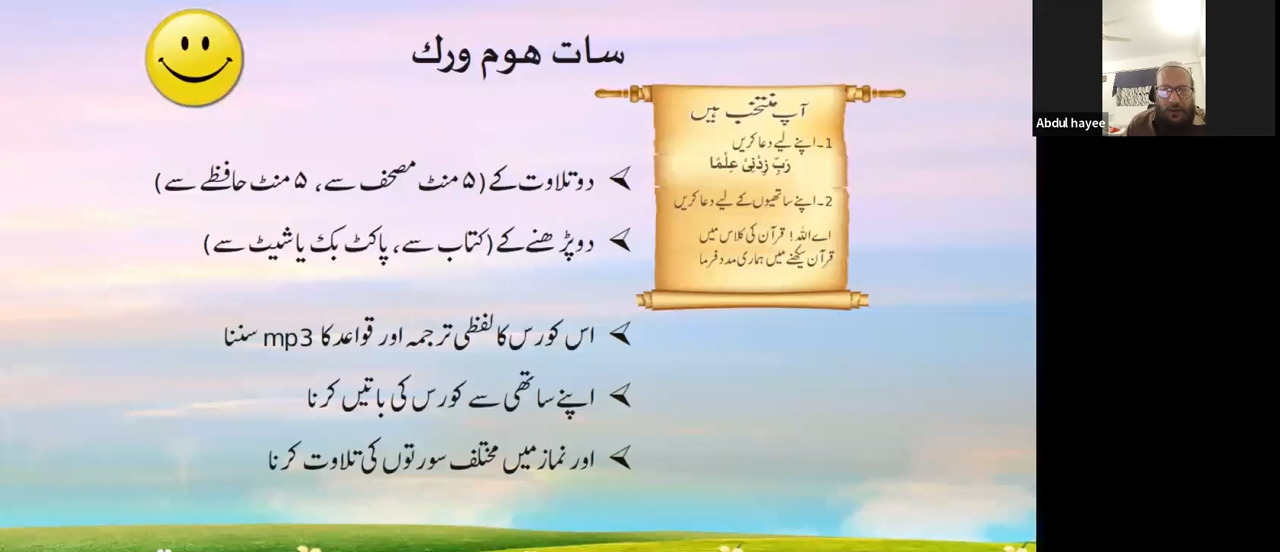 سات ھوم ورك
آپ منتخب ہیں
1۔اپنے لیے دعا کریں
رَبِّ زِدْنِیْ عِلْمًا
2۔اپنے ساتھیوں کے لیے دعا کریں
اے اللہ! قرآن کی کلاس میں
قرآن سیکھنے میں ہماری مدد فرما
دو تلاوت کے (۵ منٹ مصحف سے، ۵ منٹ حافظے سے)
دو پڑھنے کے (کتاب سے، پاکٹ بک یا شیٹ سے)
اس کورس کا لفظی ترجمہ اور قواعد کا mp3 سننا
اپنے ساتھی سے کورس کی باتیں کرنا
اور نماز میں مختلف سورتوں کی تلاوت کرنا
Abdul hayee